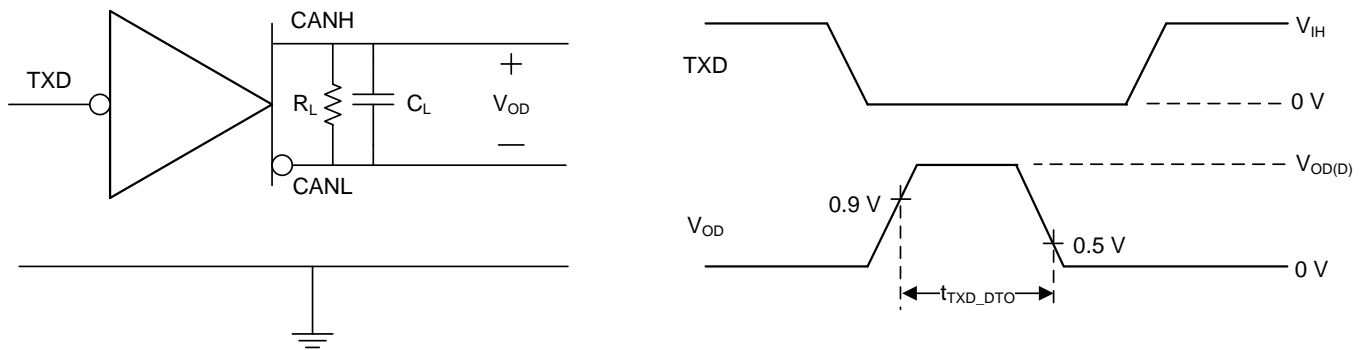 CANH
TXD
R_L
C_L
+
V_OD
—
CANL
TXD
V_IH
0 V
V_OD
0.9 V
V_OD(D)
0.5 V
0 V
t_TXD_DTO